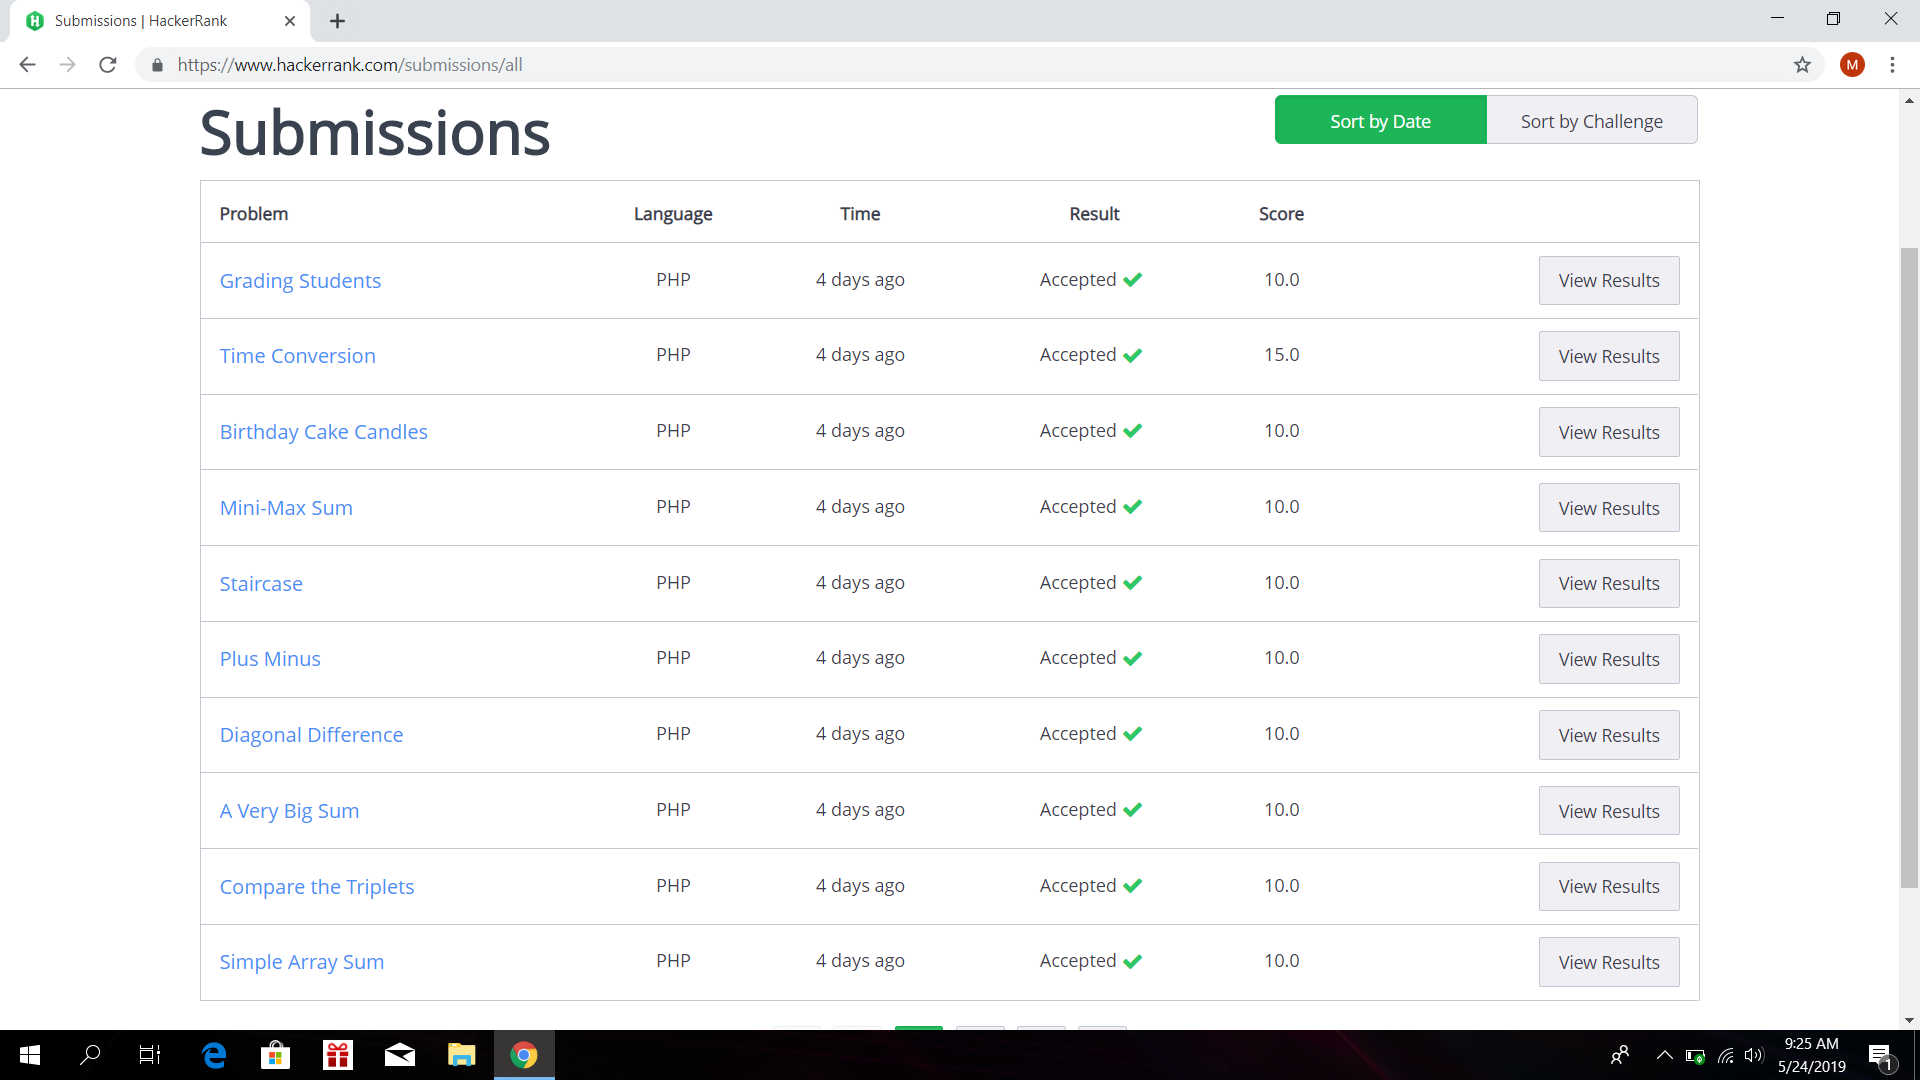 Submissions | HackerRank
https://www.hackerrank.com/submissions/all
M
Submissions
Sort by Date Sort by Challenge
Problem Language Time Result Score
Grading Students PHP 4 days ago Accepted 10.0 View Results
Time Conversion PHP 4 days ago Accepted 15.0 View Results
Birthday Cake Candles PHP 4 days ago Accepted 10.0 View Results
Mini-Max Sum PHP 4 days ago Accepted 10.0 View Results
Staircase PHP 4 days ago Accepted 10.0 View Results
Plus Minus PHP 4 days ago Accepted 10.0 View Results
Diagonal Difference PHP 4 days ago Accepted 10.0 View Results
A Very Big Sum PHP 4 days ago Accepted 10.0 View Results
Compare the Triplets PHP 4 days ago Accepted 10.0 View Results
Simple Array Sum PHP 4 days ago Accepted 10.0 View Results
9:25 AM
5/24/2019
1